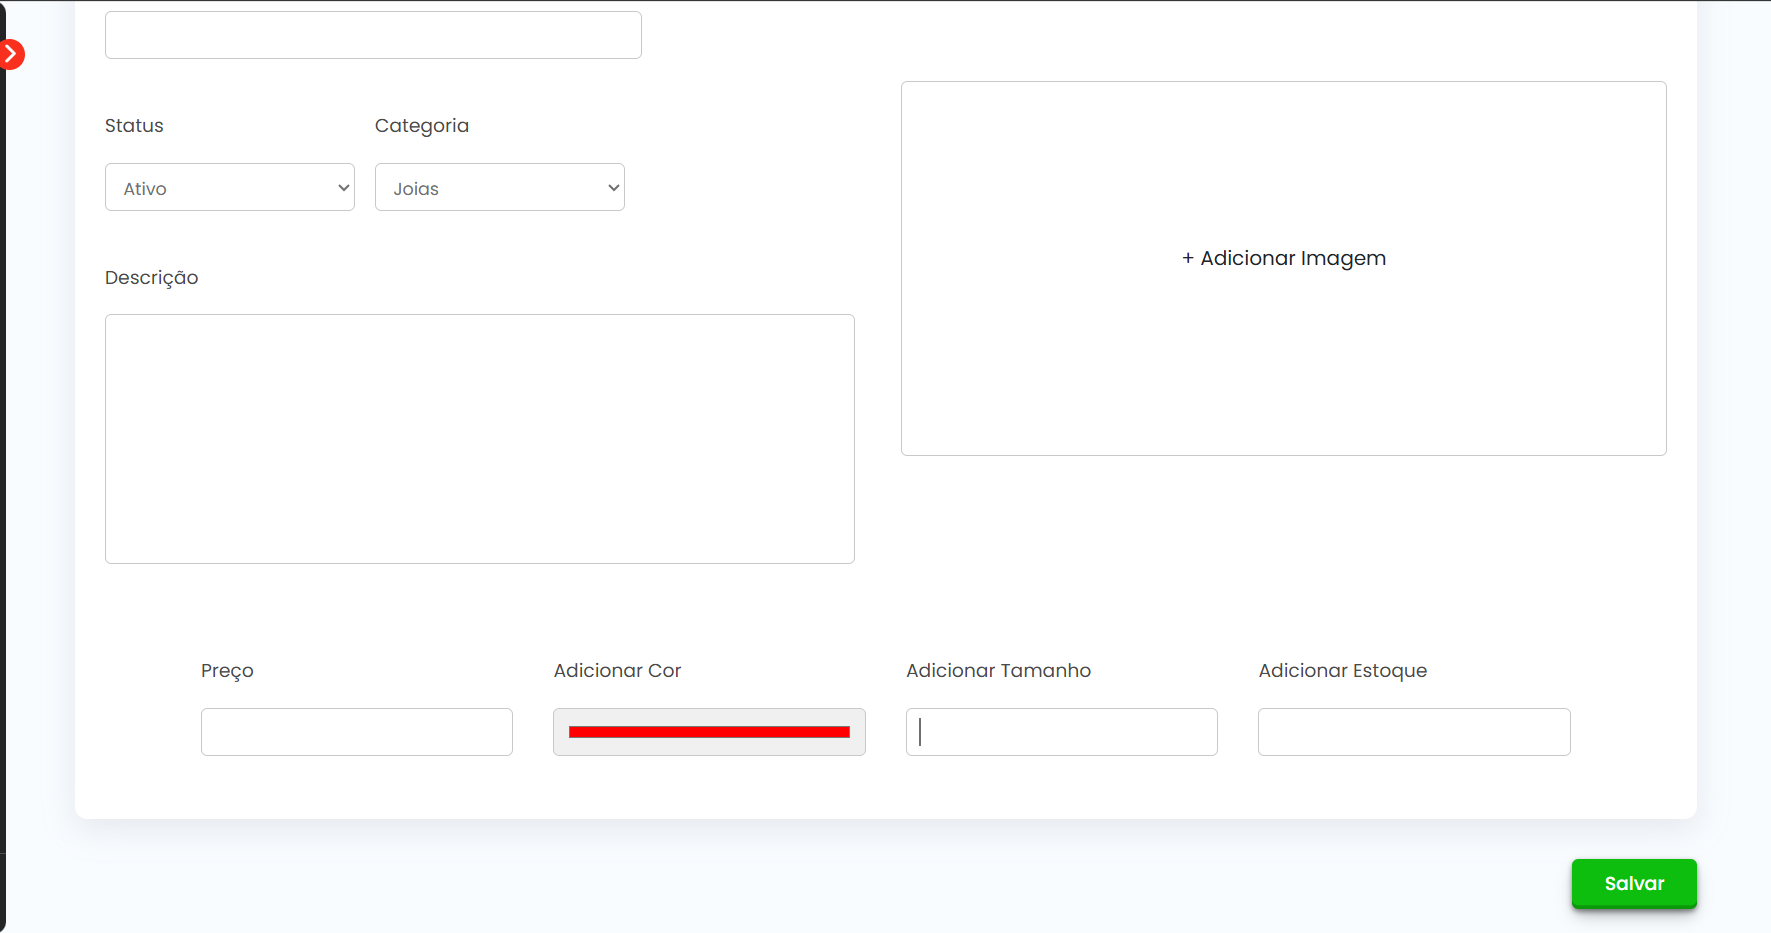 Status
Categoria
Ativo
Joias
+ Adicionar Imagem
Descrição
Preço
Adicionar Cor
Adicionar Tamanho
Adicionar Estoque
Salvar